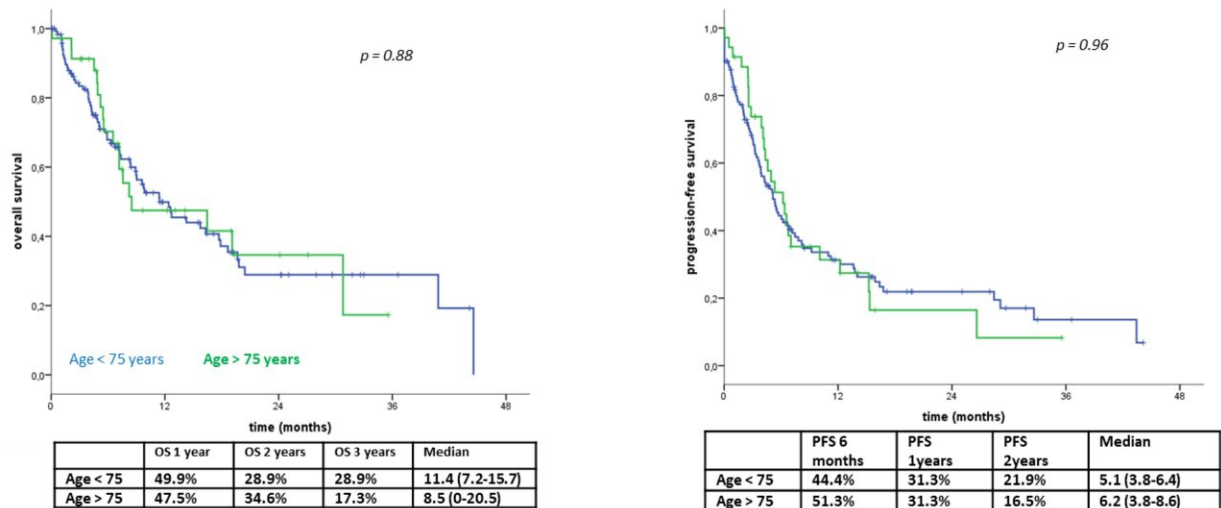 p = 0.88
overall survival
1,0
0,8
0,6
0,4
0,2
0,0
Age < 75 years
Age > 75 years
0
12
24
36
48
time (months)
OS 1 year OS 2 years OS 3 years Median
Age < 75 49.9% 28.9% 28.9% 11.4 (7.2-15.7)
Age > 75 47.5% 34.6% 17.3% 8.5 (0-20.5)
p = 0.96
progression-free survival
1,0
0,8
0,6
0,4
0,2
0,0
0
12
24
36
48
time (months)
PFS 6 months PFS 1years PFS 2years Median
Age < 75 44.4% 31.3% 21.9% 5.1 (3.8-6.4)
Age > 75 51.3% 31.3% 16.5% 6.2 (3.8-8.6)